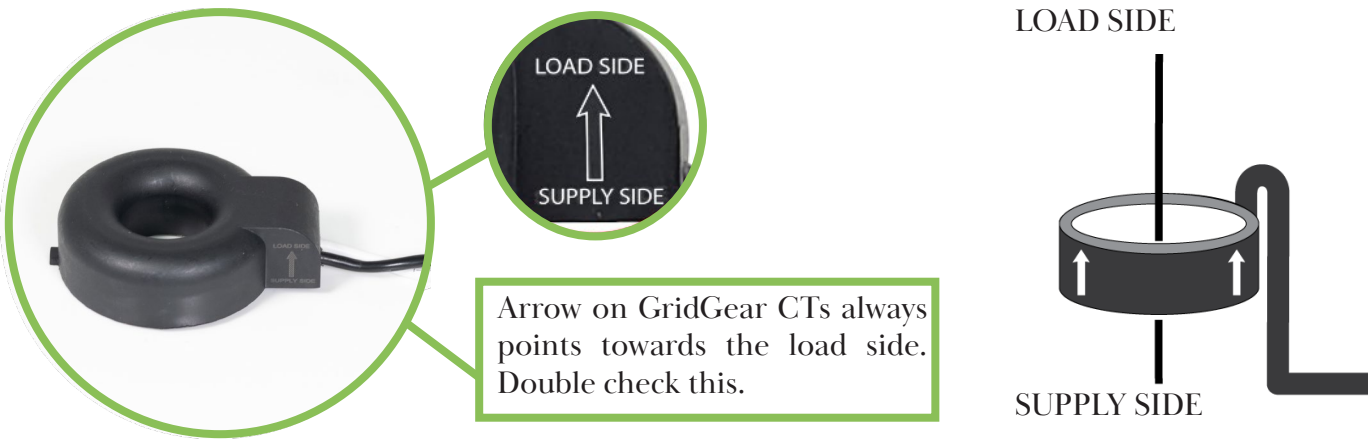 LOAD SIDE
SUPPLY SIDE
LOAD SIDE
SUPPLY SIDE
Arrow on GridGear CTs always
points towards the load side.
Double check this.
LOAD SIDE
SUPPLY SIDE